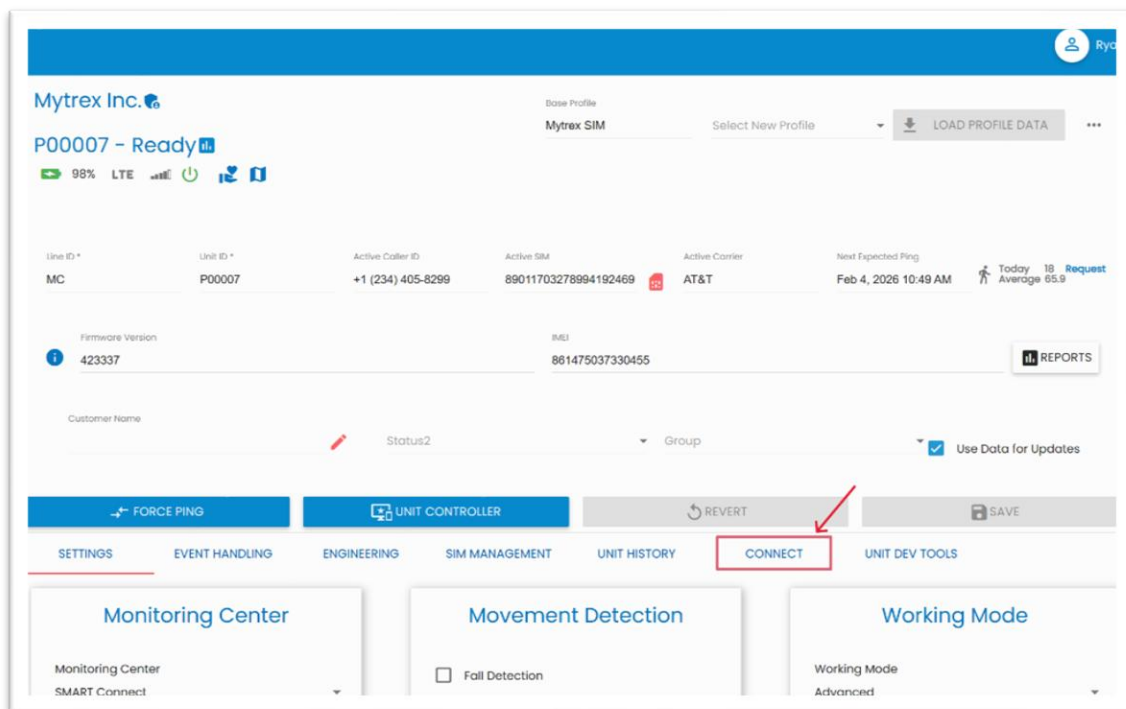 Rya
Mytrex Inc.
Base Profile
Mytrex SIM
Select New Profile
LOAD PROFILE DATA
P00007 - Ready
98% LTE
Line ID *
MC
Unit ID *
P00007
Active Caller ID
+1 (234) 405-8299
Active SIM
89011703278994192469
Active Carrier
AT&T
Next Expected Ping
Feb 4, 2026 10:49 AM
Today 18 Request
Average 65.9
Firmware Version
423337
IMEI
861475037330455
REPORTS
Customer Name
Status2
Group
Use Data for Updates
FORCE PING
UNIT CONTROLLER
REVERT
SAVE
SETTINGS
EVENT HANDLING
ENGINEERING
SIM MANAGEMENT
UNIT HISTORY
CONNECT
UNIT DEV TOOLS
Monitoring Center
Monitoring Center
SMART Connect
Movement Detection
Fall Detection
Working Mode
Working Mode
Advanced